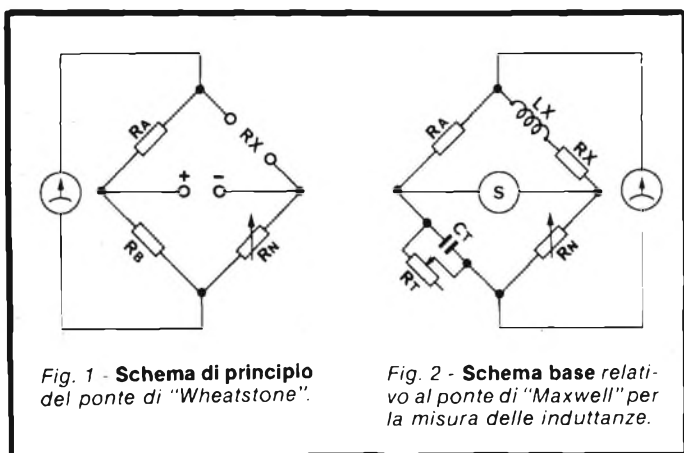 RA
RX
+ -
RB
RN
RA
LX
RX
S
CT
RT
RN
Fig. 1 - Schema di principio
del ponte di "Wheatstone".
Fig. 2 - Schema base relati-
vo al ponte di "Maxwell" per
la misura delle induttanze.